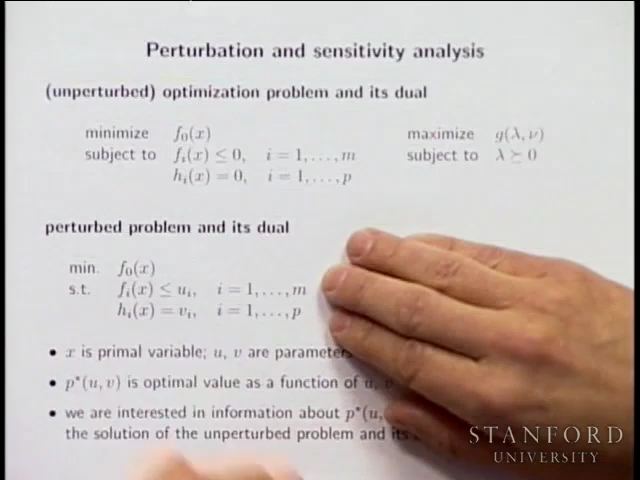 Perturbation and sensitivity analysis
(unperturbed) optimization problem and its dual
minimize f₀(x) maximize g(λ, ν)
subject to fᵢ(x) ≤ 0, i = 1, . . . , m subject to λ ⪰ 0
hᵢ(x) = 0, i = 1, . . . , p
perturbed problem and its dual
min. f₀(x)
s.t. fᵢ(x) ≤ uᵢ, i = 1, . . . , m
hᵢ(x) = vᵢ, i = 1, . . . , p
• x is primal variable; u, v are parameters
• p*(u, v) is optimal value as a function of u, v
• we are interested in information about p*(u,
the solution of the unperturbed problem and its
STANFORD
UNIVERSITY